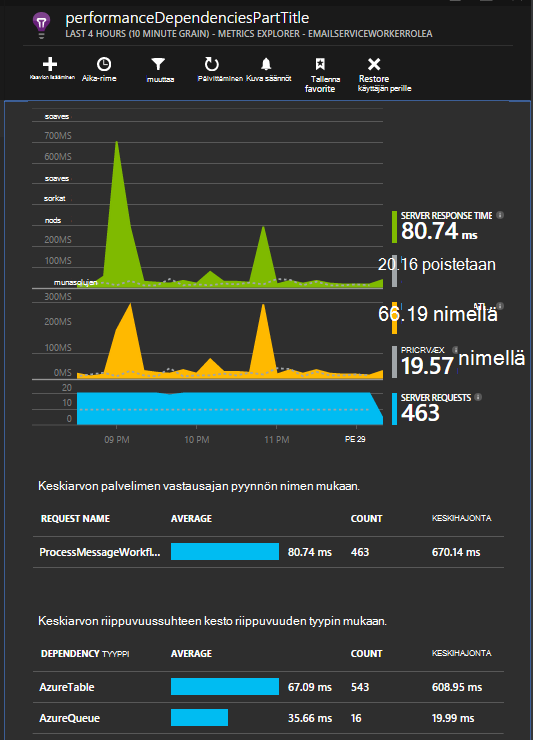 performanceDependenciesPartTitle
LAST 4 HOURS (10 MINUTE GRAIN) - METRICS EXPLORER - EMAILSERVICEWORKERROLEA
Kaavion lisääminen Aika-rime muuttaa Päivittäminen Kuva säännöt Tallenna favorite Restore käyttäjän perille
soaves
700MS
600MS
soaves
sorkat
nods
200MS
100MS
munasolujen
SERVER RESPONSE TIME
80.74 ms
20.16 poistetaan
300MS
200MS
100MS
0MS
66.19 nimellä
19.57 nimellä
20
10
0
SERVER REQUESTS
463
09 PM 10 PM 11 PM PE 29
Keskiarvon palvelimen vastausajan pyynnön nimen mukaan.
REQUEST NAME AVERAGE COUNT KESKIHAJONTA
ProcessMessageWorkfl... 80.74 ms 463 670.14 ms
Keskiarvon riippuvuussuhteen kesto riippuvuuden tyypin mukaan.
DEPENDENCY TYYPPI AVERAGE COUNT KESKIHAJONTA
AzureTable 67.09 ms 543 608.95 ms
AzureQueue 35.66 ms 16 19.99 ms